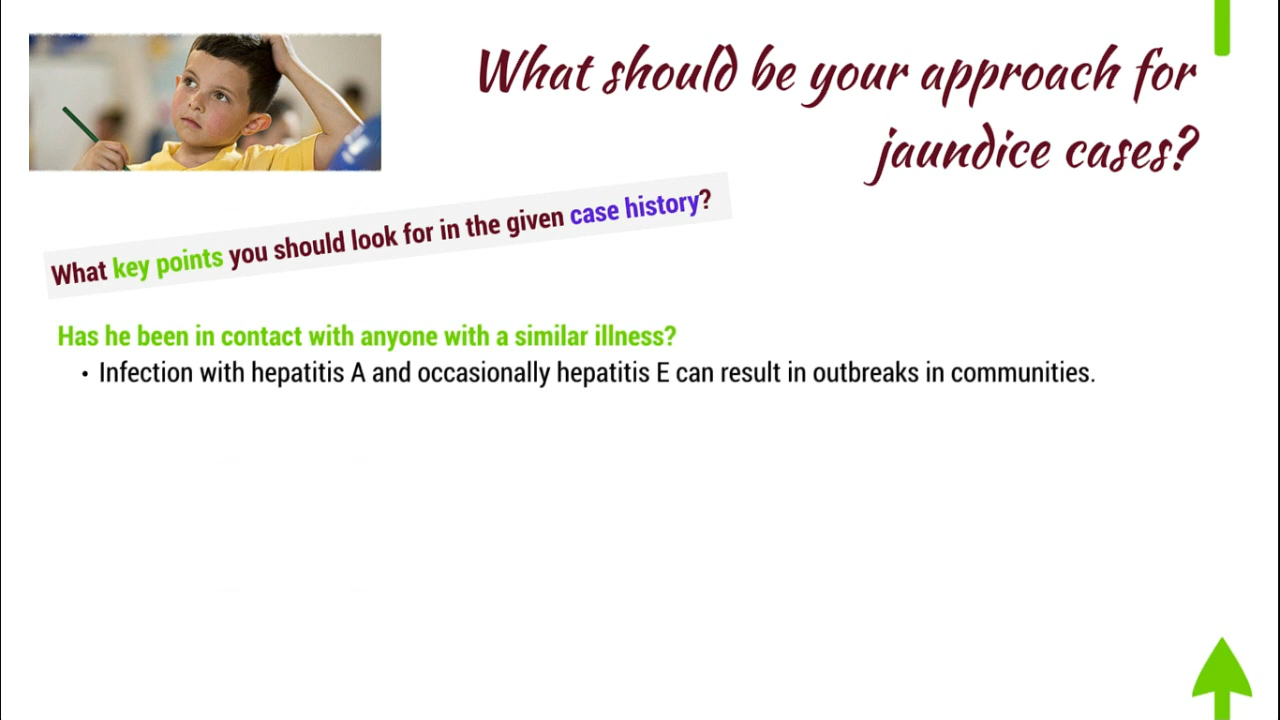 What should be your approach for
jaundice cases?
What key points you should look for in the given case history?
Has he been in contact with anyone with a similar illness?
• Infection with hepatitis A and occasionally hepatitis E can result in outbreaks in communities.